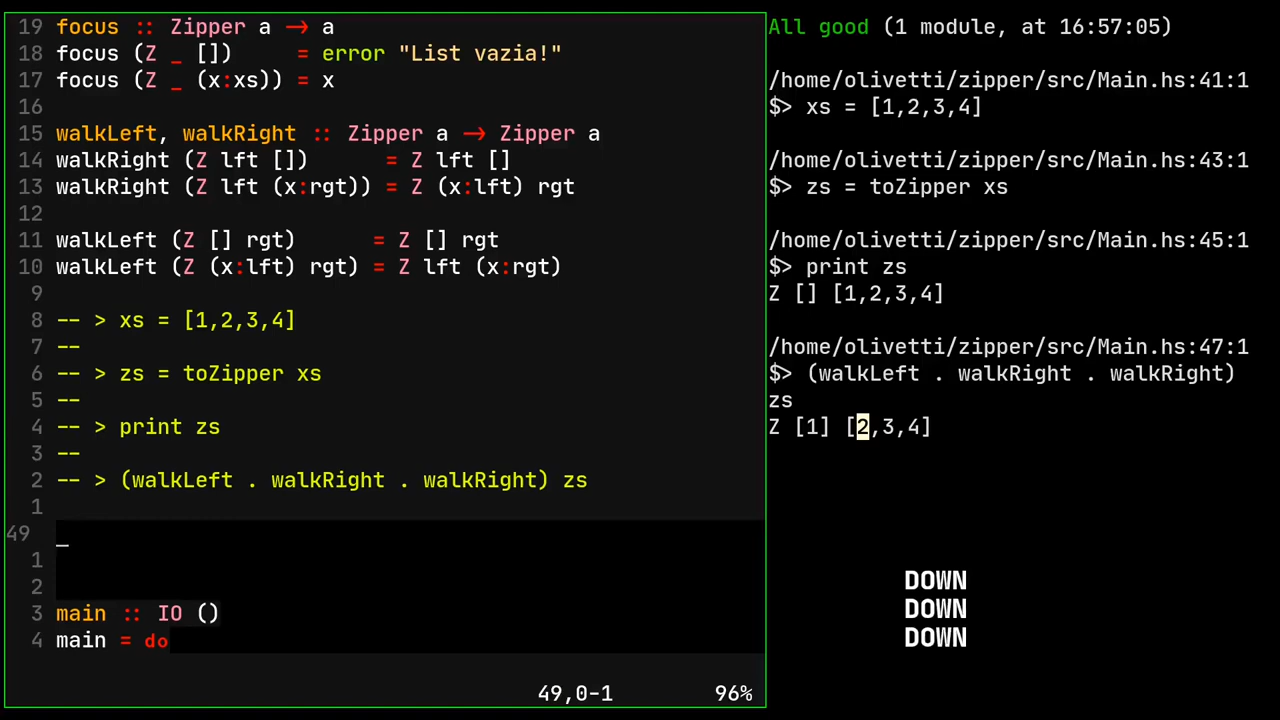 19 focus :: Zipper a → a
18 focus (Z _ []) = error "List vazia!"
17 focus (Z _ (x:xs)) = x
16
15 walkLeft, walkRight :: Zipper a → Zipper a
14 walkRight (Z lft []) = Z lft []
13 walkRight (Z lft (x:rgt)) = Z (x:lft) rgt
12
11 walkLeft (Z [] rgt) = Z [] rgt
10 walkLeft (Z (x:lft) rgt) = Z lft (x:rgt)
9
8 -- > xs = [1,2,3,4]
7 --
6 -- > zs = toZipper xs
5 --
4 -- > print zs
3 --
2 -- > (walkLeft . walkRight . walkRight) zs
1
49
1
2
3 main :: IO ()
4 main = do
49,0-1 96%
All good (1 module, at 16:57:05)
/home/olivetti/zipper/src/Main.hs:41:1
$> xs = [1,2,3,4]
/home/olivetti/zipper/src/Main.hs:43:1
$> zs = toZipper xs
/home/olivetti/zipper/src/Main.hs:45:1
$> print zs
Z [] [1,2,3,4]
/home/olivetti/zipper/src/Main.hs:47:1
$> (walkLeft . walkRight . walkRight)
zs
Z [1] [2,3,4]
DOWN
DOWN
DOWN